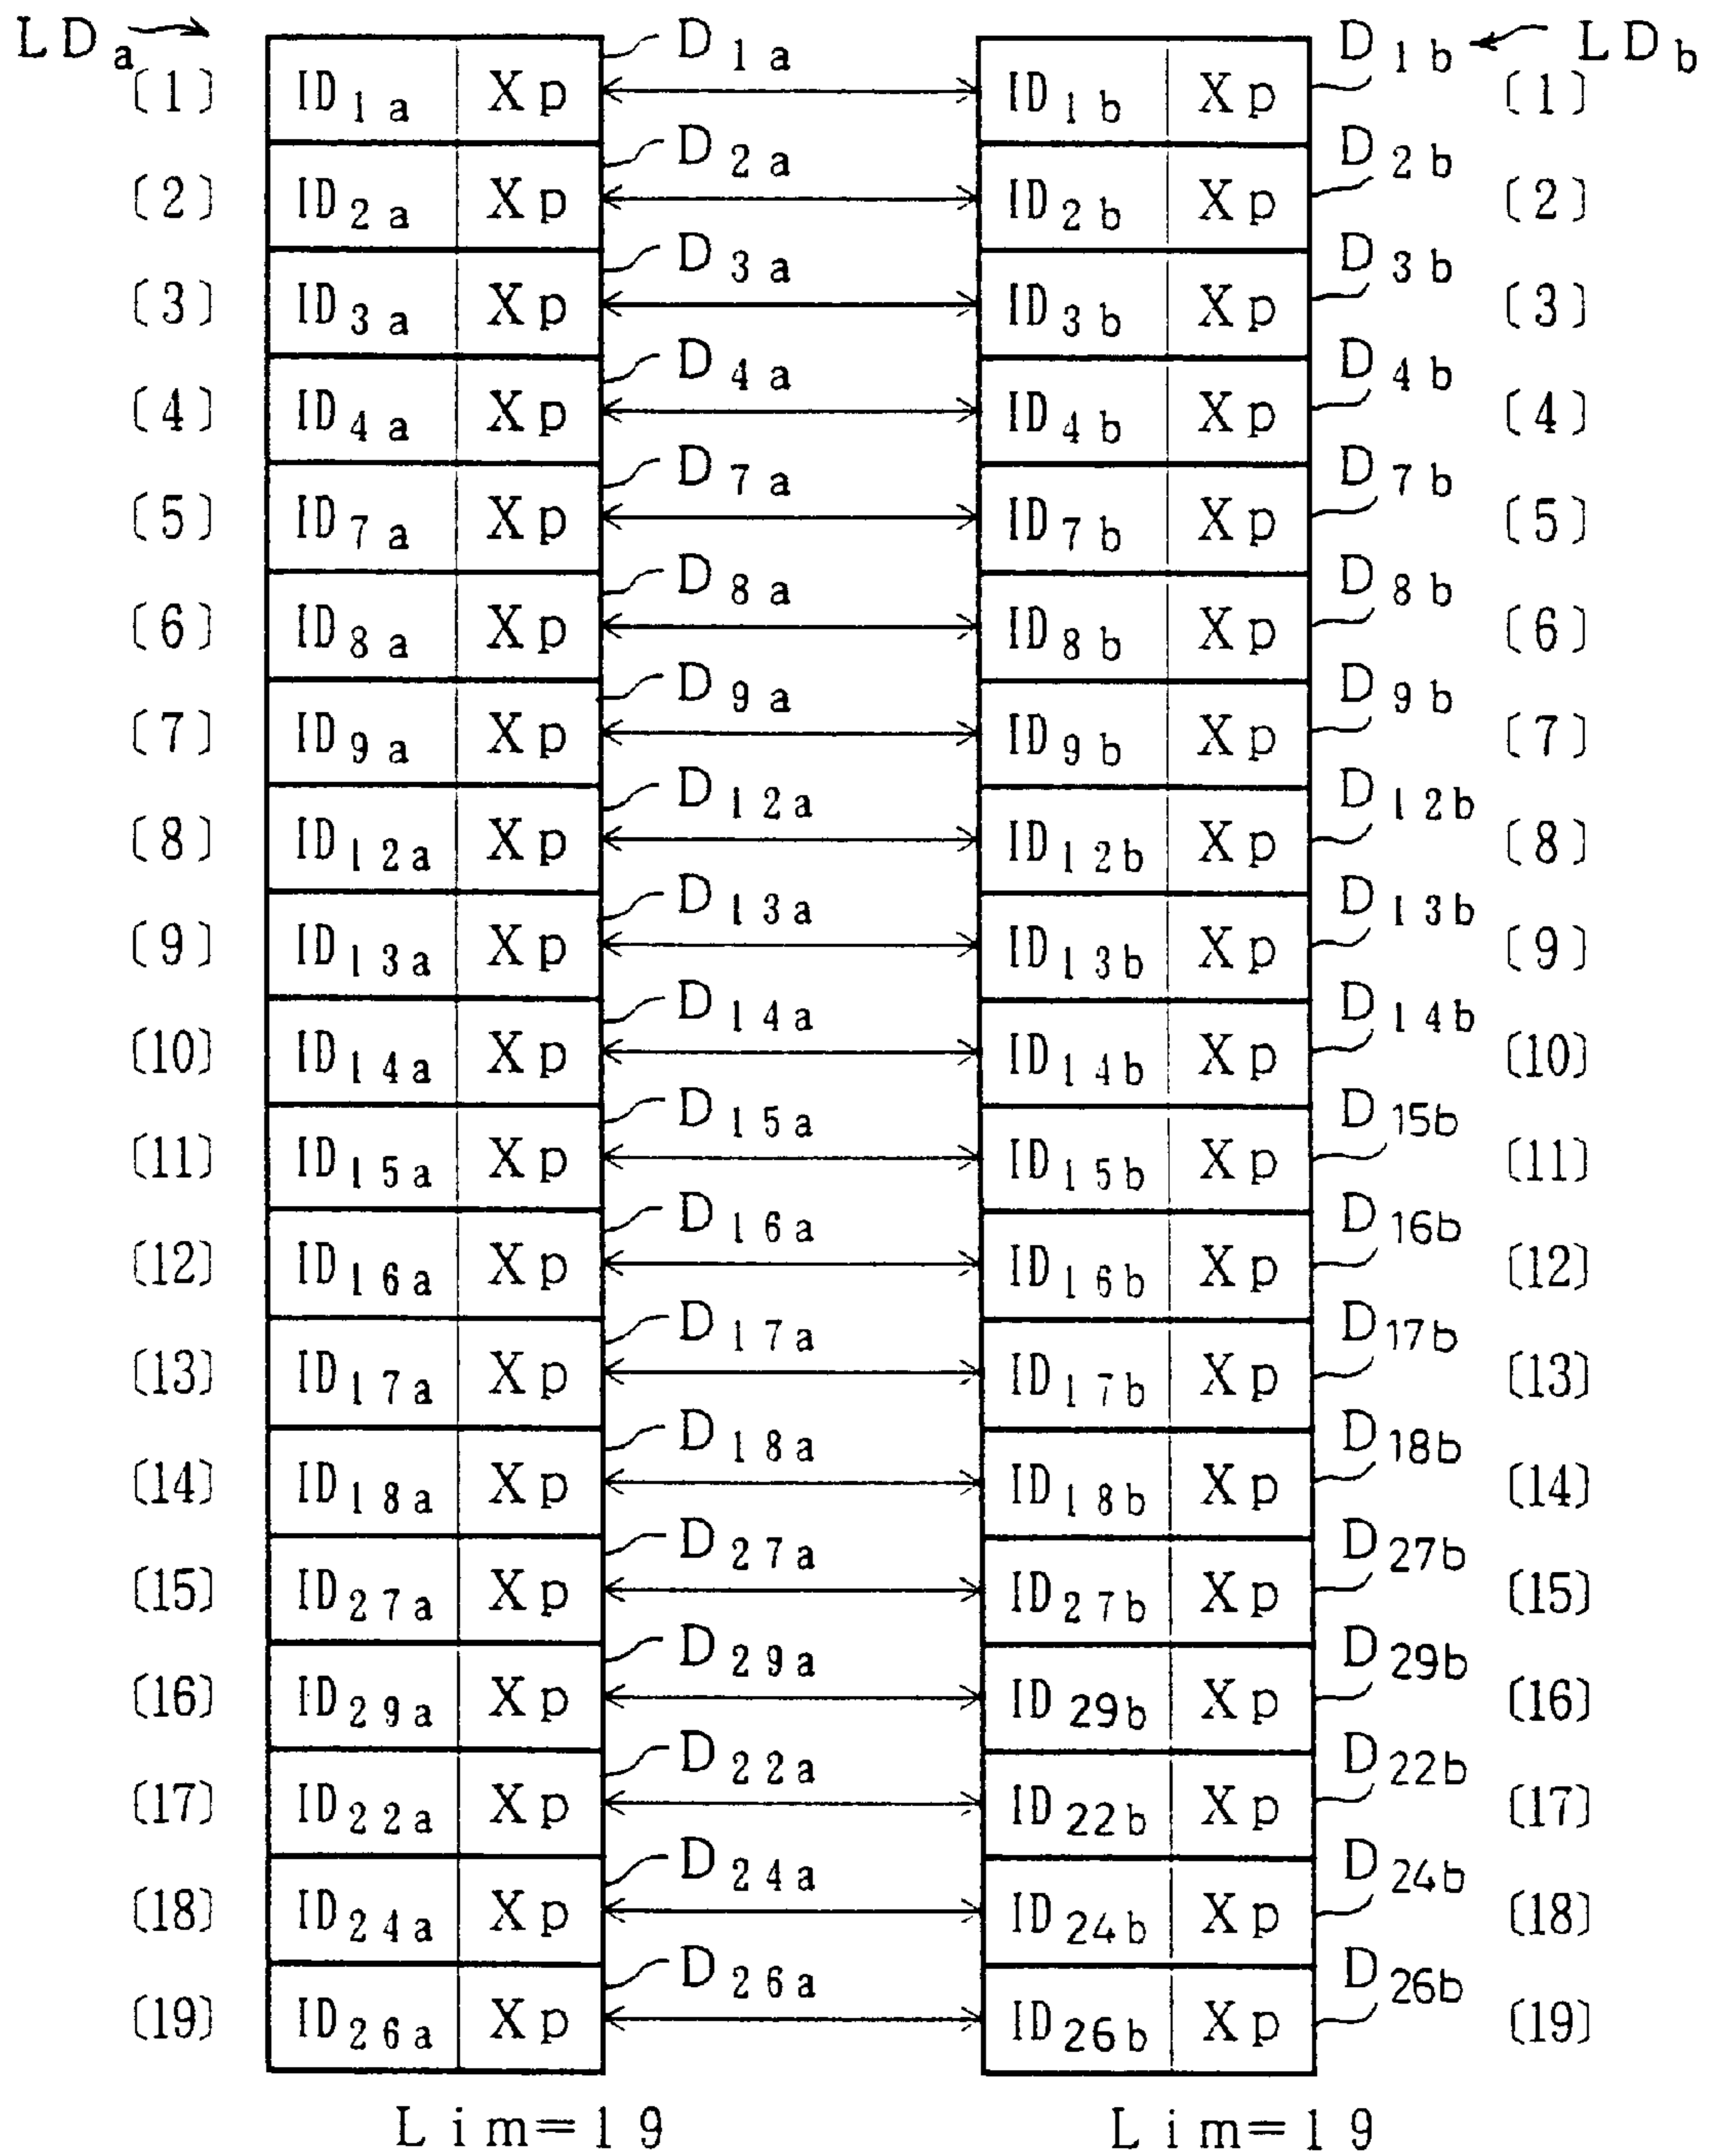 LDa D1a D1b LDb
〔1〕 ID1a Xp ID1b Xp 〔1〕
D2a D2b
〔2〕 ID2a Xp ID2b Xp 〔2〕
D3a D3b
〔3〕 ID3a Xp ID3b Xp 〔3〕
D4a D4b
〔4〕 ID4a Xp ID4b Xp 〔4〕
D7a D7b
〔5〕 ID7a Xp ID7b Xp 〔5〕
D8a D8b
〔6〕 ID8a Xp ID8b Xp 〔6〕
D9a D9b
〔7〕 ID9a Xp ID9b Xp 〔7〕
D12a D12b
〔8〕 ID12a Xp ID12b Xp 〔8〕
D13a D13b
〔9〕 ID13a Xp ID13b Xp 〔9〕
D14a D14b
〔10〕 ID14a Xp ID14b Xp 〔10〕
D15a D15b
〔11〕 ID15a Xp ID15b Xp 〔11〕
D16a D16b
〔12〕 ID16a Xp ID16b Xp 〔12〕
D17a D17b
〔13〕 ID17a Xp ID17b Xp 〔13〕
D18a D18b
〔14〕 ID18a Xp ID18b Xp 〔14〕
D27a D27b
〔15〕 ID27a Xp ID27b Xp 〔15〕
D29a D29b
〔16〕 ID29a Xp ID29b Xp 〔16〕
D22a D22b
〔17〕 ID22a Xp ID22b Xp 〔17〕
D24a D24b
〔18〕 ID24a Xp ID24b Xp 〔18〕
D26a D26b
〔19〕 ID26a Xp ID26b Xp 〔19〕
Lim=19 Lim=19